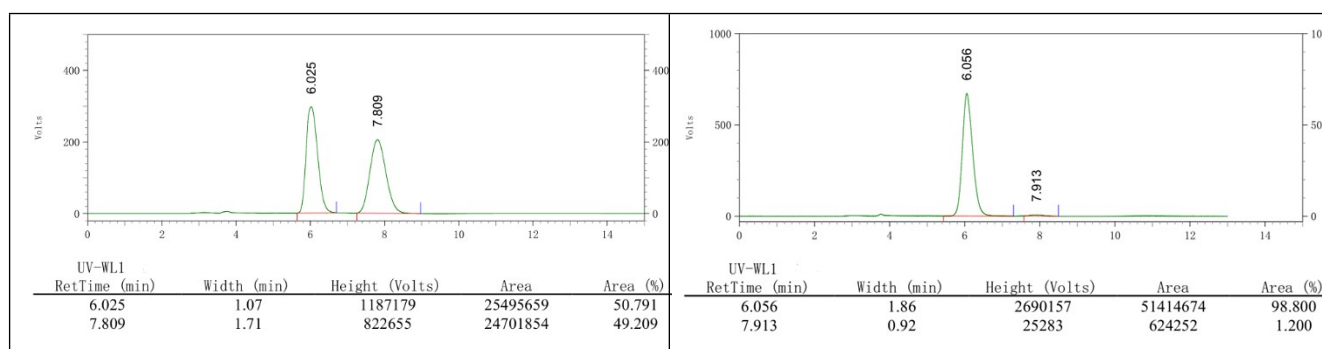 400
200
0
Volts
6.025
7.809
400
200
0
0 2 4 6 8 10 12 14
UV-WL1
RetTime (min) Width (min) Height (Volts) Area Area (%)
6.025 1.07 1187179 25495659 50.791
7.809 1.71 822655 24701854 49.209
1000
500
0
Volts
6.056
7.913
10
50
0
0 2 4 6 8 10 12 14
UV-WL1
RetTime (min) Width (min) Height (Volts) Area Area (%)
6.056 1.86 2690157 51414674 98.800
7.913 0.92 25283 624252 1.200